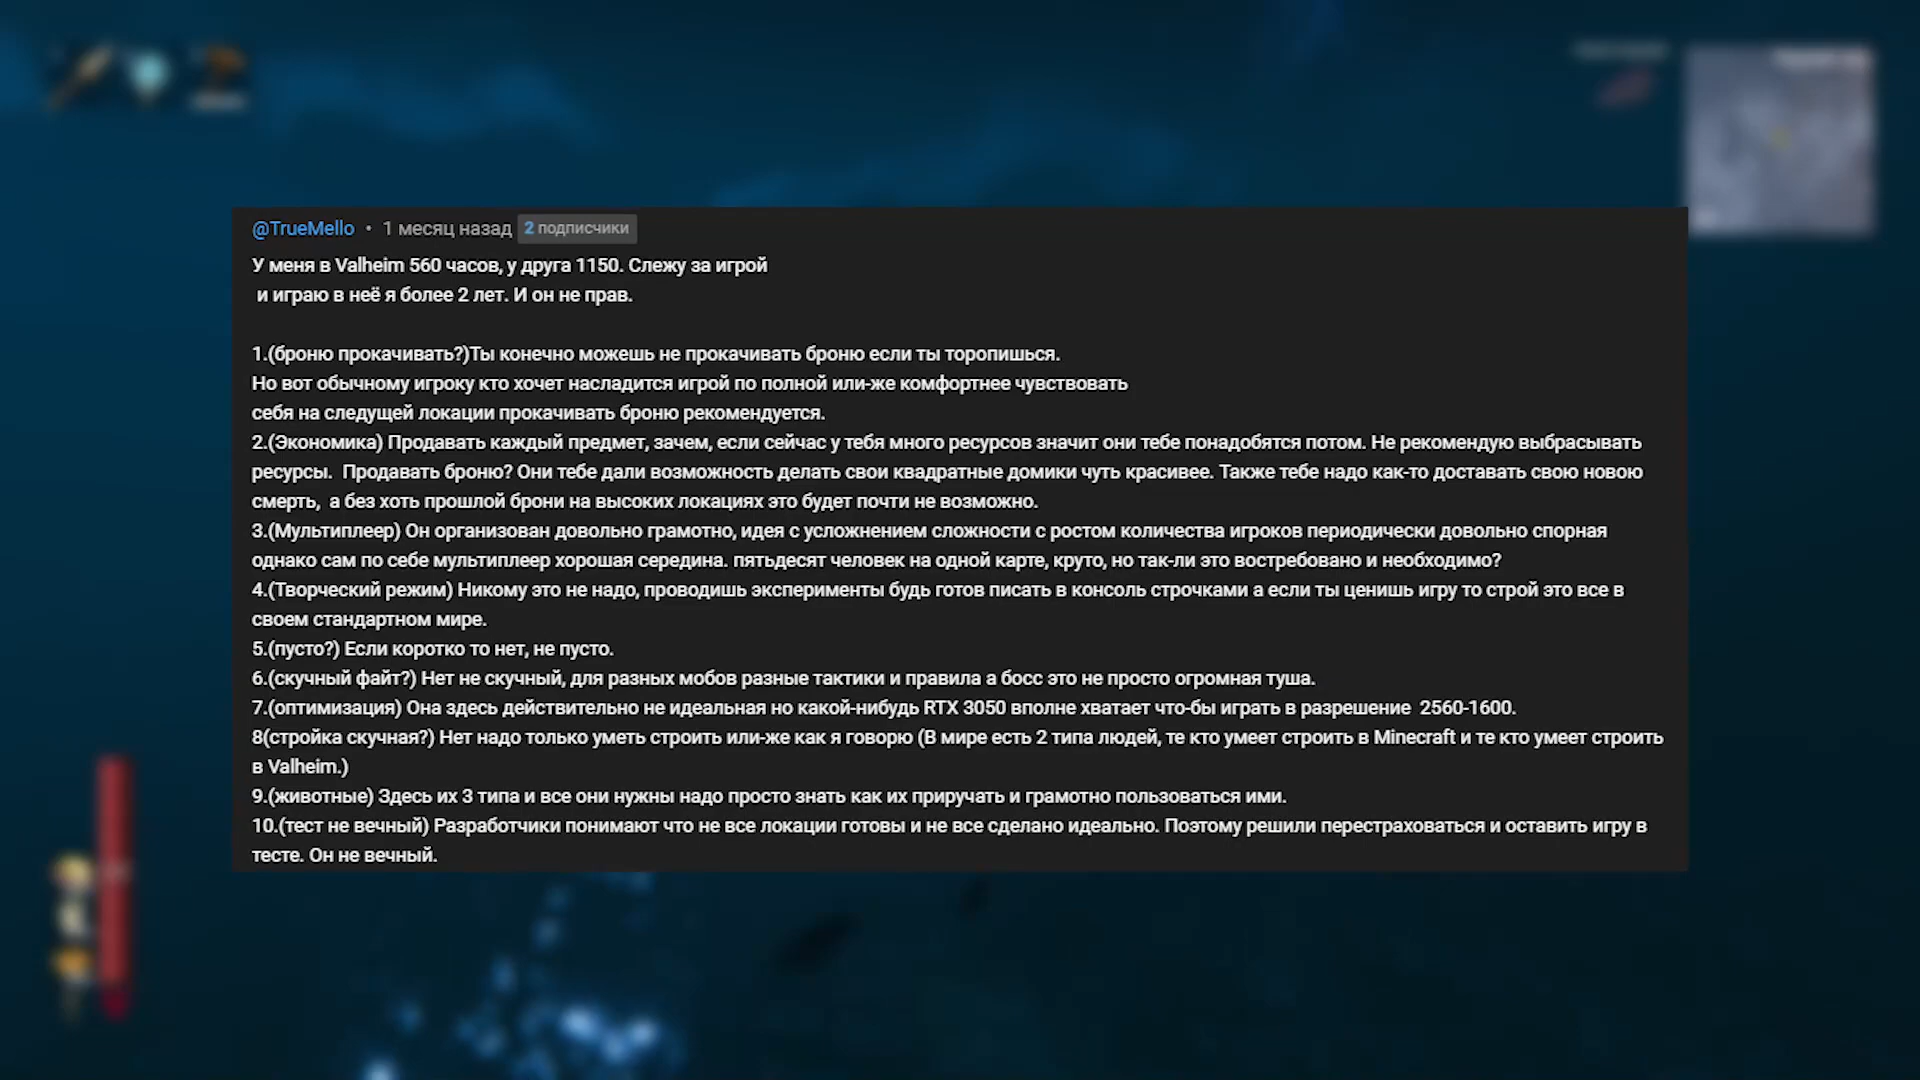 @TrueMello • 1 месяц назад 2 подписчики
У меня в Valheim 560 часов, у друга 1150. Слежу за игрой
и играю в неё я более 2 лет. И он не прав.
1.(броню прокачивать?)Ты конечно можешь не прокачивать броню если ты торопишься.
Но вот обычному игроку кто хочет насладится игрой по полной или-же комфортнее чувствовать
себя на следущей локации прокачивать броню рекомендуется.
2.(Экономика) Продавать каждый предмет, зачем, если сейчас у тебя много ресурсов значит они тебе понадобятся потом. Не рекомендую выбрасывать
ресурсы. Продавать броню? Они тебе дали возможность делать свои квадратные домики чуть красивее. Также тебе надо как-то доставать свою новою
смерть, а без хоть прошлой брони на высоких локациях это будет почти не возможно.
3.(Мультиплеер) Он организован довольно грамотно, идея с усложнением сложности с ростом количества игроков периодически довольно спорная
однако сам по себе мультиплеер хорошая середина. пятьдесят человек на одной карте, круто, но так-ли это востребовано и необходимо?
4.(Творческий режим) Никому это не надо, проводишь эксперименты будь готов писать в консоль строчками а если ты ценишь игру то строй это все в
своем стандартном мире.
5.(пусто?) Если коротко то нет, не пусто.
6.(скучный файт?) Нет не скучный, для разных мобов разные тактики и правила а босс это не просто огромная туша.
7.(оптимизация) Она здесь действительно не идеальная но какой-нибудь RTX 3050 вполне хватает что-бы играть в разрешение 2560-1600.
8(стройка скучная?) Нет надо только уметь строить или-же как я говорю (В мире есть 2 типа людей, те кто умеет строить в Minecraft и те кто умеет строить
в Valheim.)
9.(животные) Здесь их 3 типа и все они нужны надо просто знать как их приручать и грамотно пользоваться ими.
10.(тест не вечный) Разработчики понимают что не все локации готовы и не все сделано идеально. Поэтому решили перестраховаться и оставить игру в
тесте. Он не вечный.